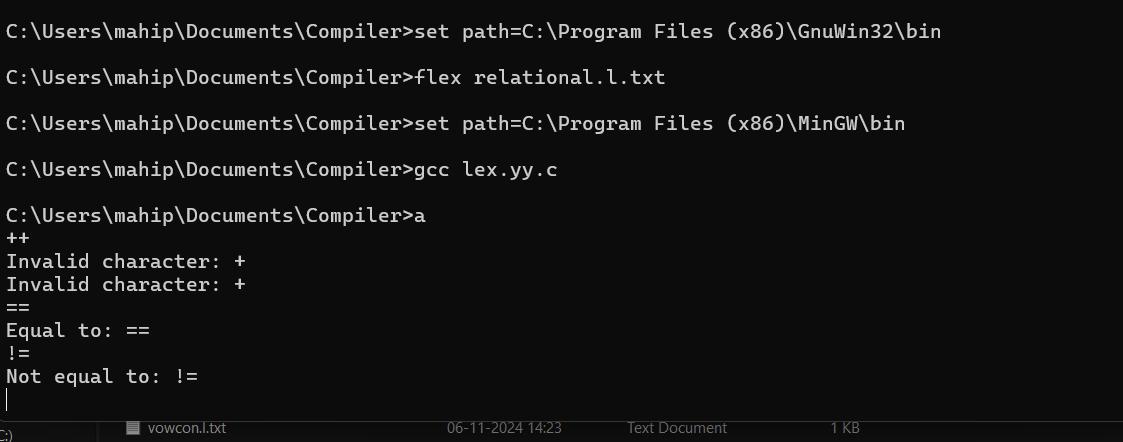 C:\Users\mahip\Documents\Compiler>set path=C:\Program Files (x86)\GnuWin32\bin
C:\Users\mahip\Documents\Compiler>flex relational.l.txt
C:\Users\mahip\Documents\Compiler>set path=C:\Program Files (x86)\MinGW\bin
C:\Users\mahip\Documents\Compiler>gcc lex.yy.c
C:\Users\mahip\Documents\Compiler>a
++
Invalid character: +
Invalid character: +
==
Equal to: ==
!=
Not equal to: !=
vowcon.l.txt 06-11-2024 14:23 Text Document 1 KB
C:)